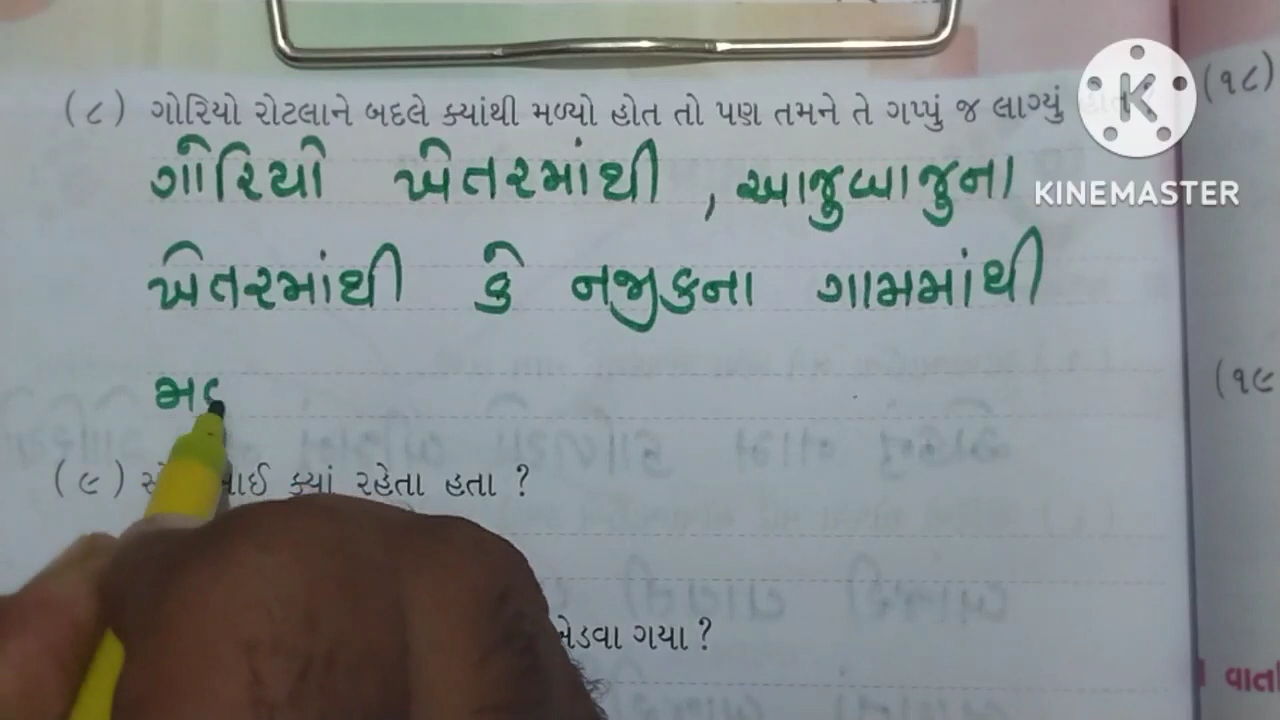 (૮) ગોરિયો રોટલાને બદલે ક્યાંથી મળ્યો હોત તો પણ તમને તે ગપ્પું જ લાગ્યું
ગોરિયો ખેતરમાંથી , આજુબાજુના
ખેતરમાંથી કે નજીકના ગામમાંથી
(૯) ક્યાં રહેતા હતા ?
ગયા ?
K
KINEMASTER
(૧૮)
(૧૯